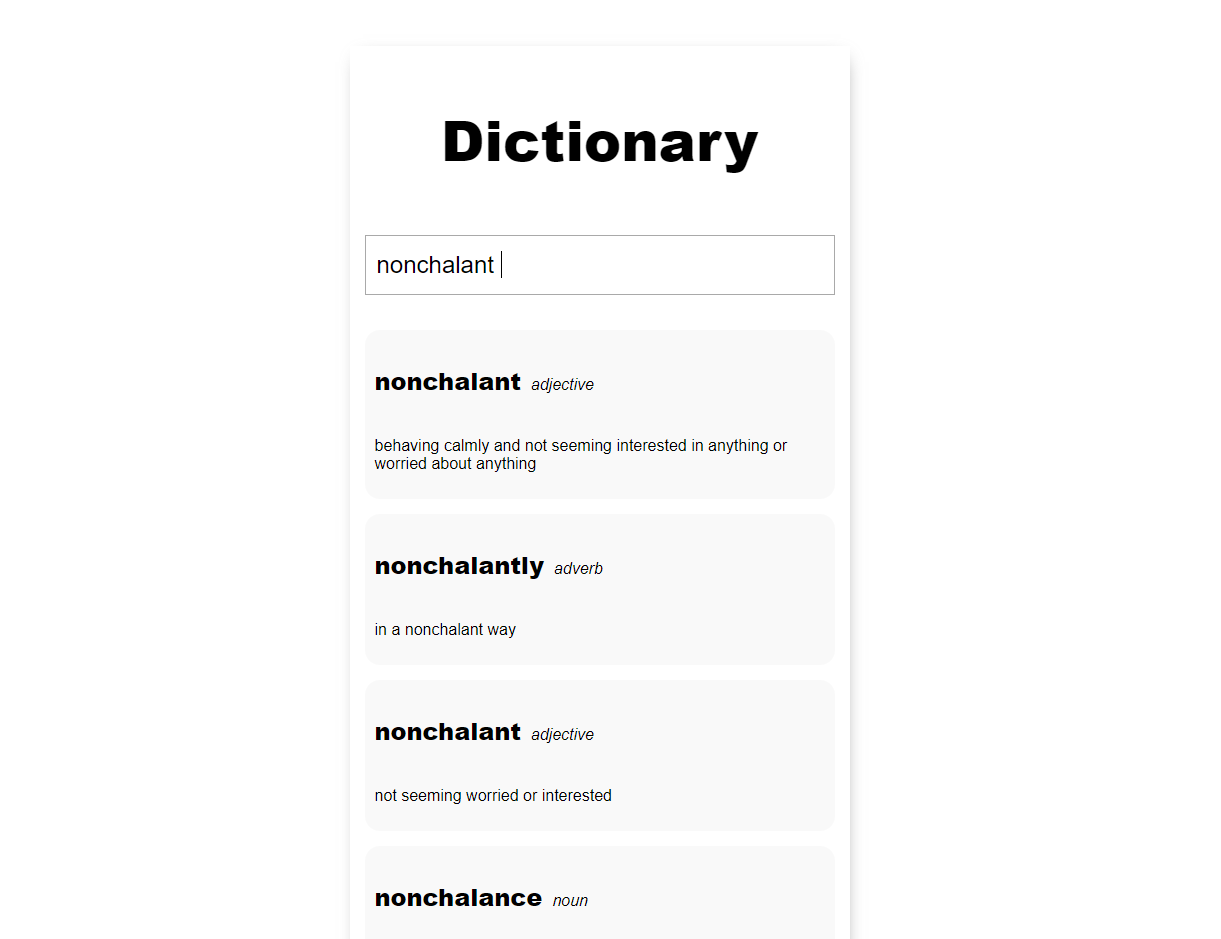 Dictionary
nonchalant
nonchalant adjective
behaving calmly and not seeming interested in anything or
worried about anything
nonchalantly adverb
in a nonchalant way
nonchalant adjective
not seeming worried or interested
nonchalance noun